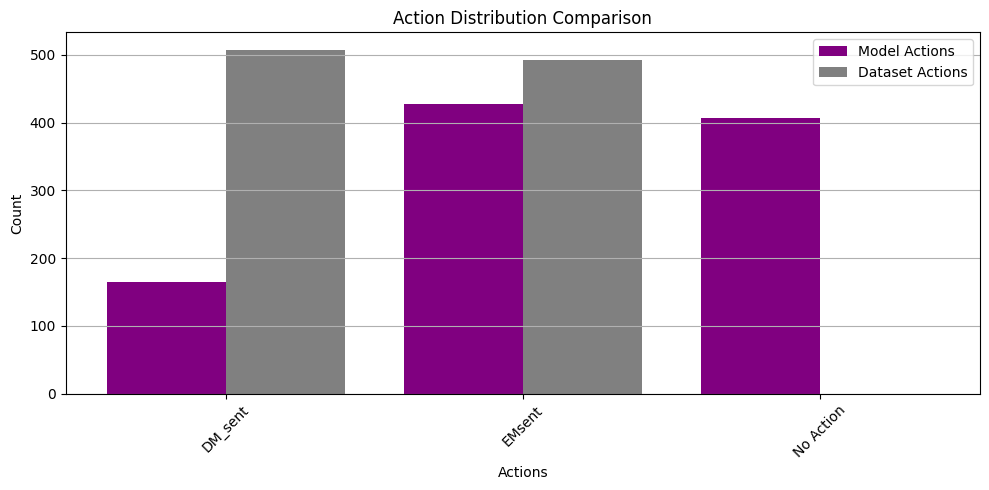 Action Distribution Comparison
Model Actions
Dataset Actions
500
400
300
200
100
0
Count
DM_sent
EMsent
No Action
Actions